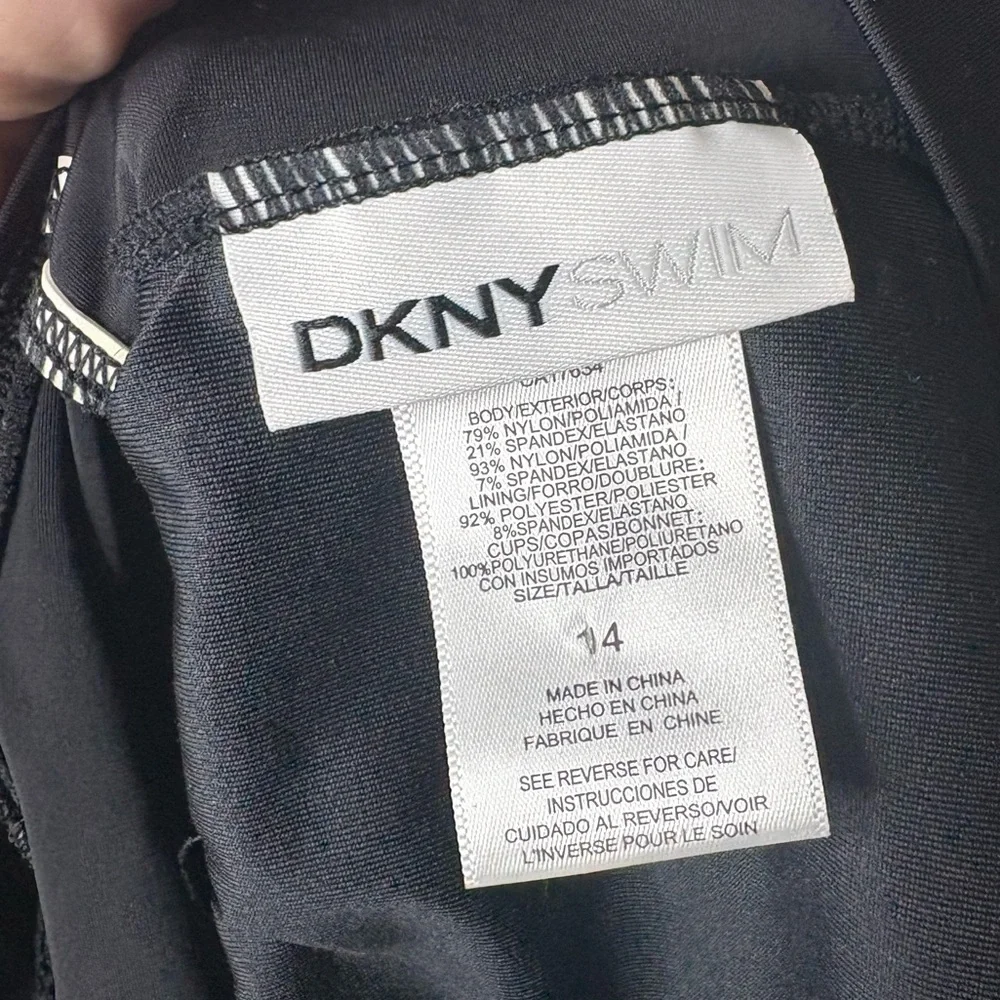 DKNY SWIM
CA17634
BODY/EXTERIOR/CORPS:
79% NYLON/POLIAMIDA /
21% SPANDEX/ELASTANO
93% NYLON/POLIAMIDA /
7% SPANDEX/ELASTANO
LINING/FORRO/DOUBLURE:
92% POLYESTER/POLIESTER
8%SPANDEX/ELASTANO
CUPS/COPAS/BONNET:
100%POLYURETHANE/POLIURETANO
CON INSUMOS IMPORTADOS
SIZE/TALLA/TAILLE
14
MADE IN CHINA
HECHO EN CHINA
FABRIQUE EN CHINE
SEE REVERSE FOR CARE/
INSTRUCCIONES DE
CUIDADO AL REVERSO/VOIR
L'INVERSE POUR LE SOIN